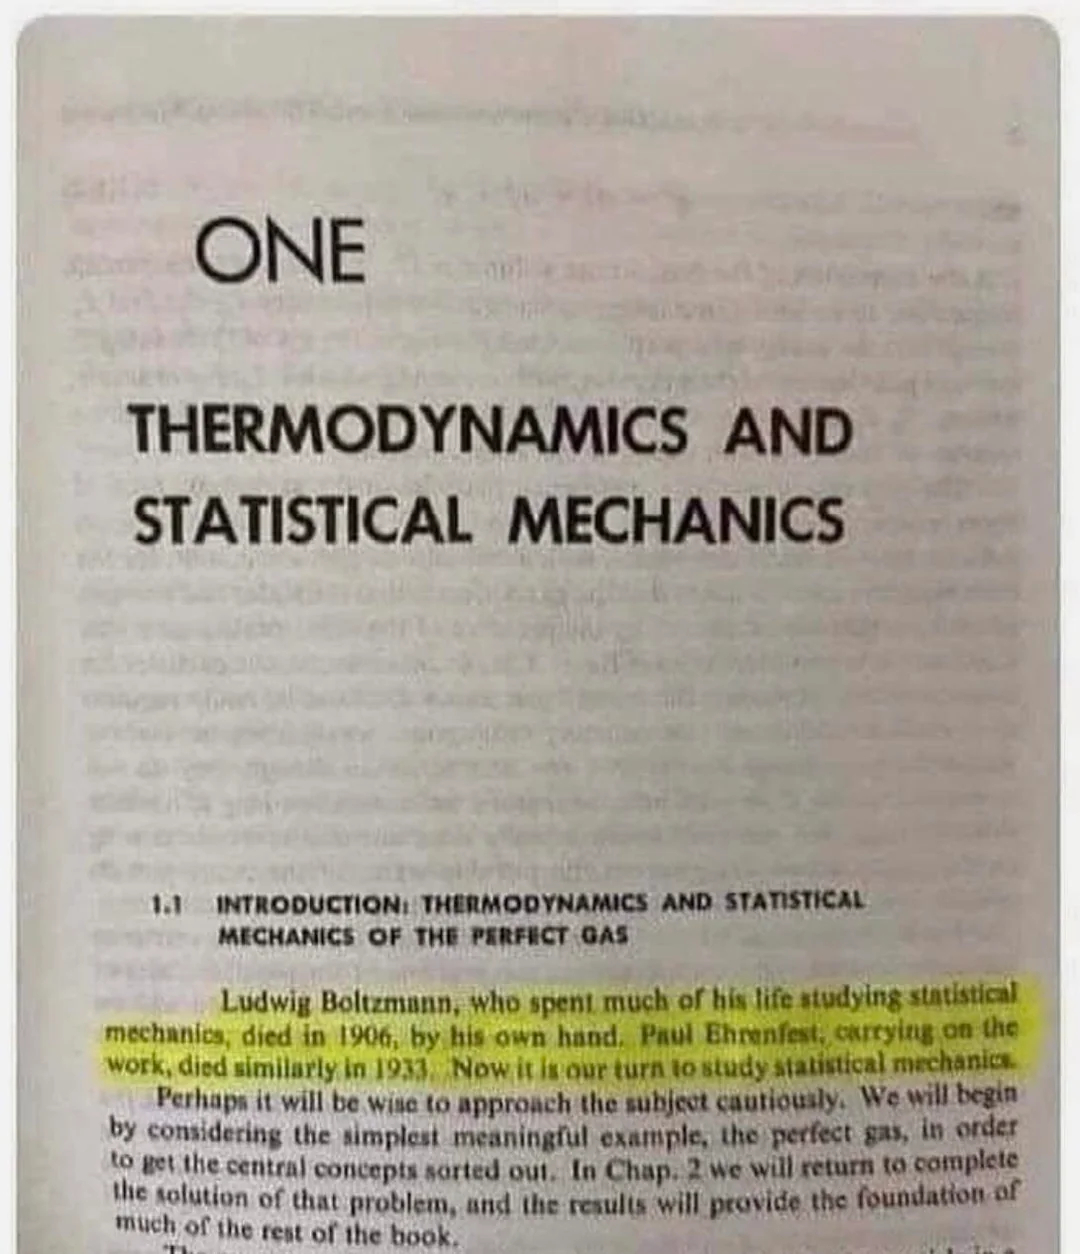 ONE
THERMODYNAMICS AND
STATISTICAL MECHANICS
1.1 INTRODUCTION: THERMODYNAMICS AND STATISTICAL
MECHANICS OF THE PERFECT GAS
Ludwig Boltzmann, who spent much of his life studying statistical
mechanics, died in 1906, by his own hand. Paul Ehrenfest, carrying on the
work, died similarly in 1933. Now it is our turn to study statistical mechanics.
Perhaps it will be wise to approach the subject cautiously. We will begin
by considering the simplest meaningful example, the perfect gas, in order
to get the central concepts sorted out. In Chap. 2 we will return to complete
the solution of that problem, and the results will provide the foundation of
much of the rest of the book.